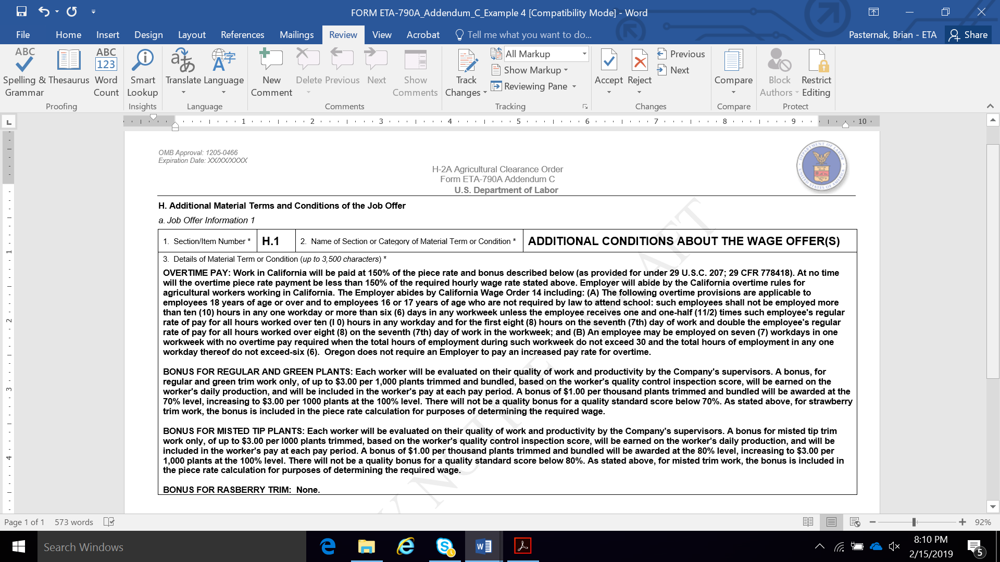 FORM ETA-790A_Addendum_C_Example 4 [Compatibility Mode] - Word
File Home Insert Design Layout References Mailings Review View Acrobat Tell me what you want to do... Pasternak, Brian - ETA Share
ABC ABC 123
Spelling & Grammar Thesaurus Word Count Smart Lookup Translate Language New Comment Delete Previous Next Show Comments Track Changes All Markup Show Markup Reviewing Pane Accept Reject Previous Next Compare Block Authors Restrict Editing
Proofing Insights Language Comments Tracking Changes Compare Protect
1 2 3 4 5 6 7 8 9 10
OMB Approval: 1205-0466
Expiration Date: XX/XX/XXXX
H-2A Agricultural Clearance Order
Form ETA-790A Addendum C
U.S. Department of Labor
DEPARTMENT OF LABOR
UNITED STATES OF AMERICA
H. Additional Material Terms and Conditions of the Job Offer
a. Job Offer Information 1
1. Section/Item Number * H.1 2. Name of Section or Category of Material Term or Condition * ADDITIONAL CONDITIONS ABOUT THE WAGE OFFER(S)
3. Details of Material Term or Condition (up to 3,500 characters) *
OVERTIME PAY: Work in California will be paid at 150% of the piece rate and bonus described below (as provided for under 29 U.S.C. 207; 29 CFR 778418). At no time
will the overtime piece rate payment be less than 150% of the required hourly wage rate stated above. Employer will abide by the California overtime rules for
agricultural workers working in California. The Employer abides by California Wage Order 14 including: (A) The following overtime provisions are applicable to
employees 18 years of age or over and to employees 16 or 17 years of age who are not required by law to attend school: such employees shall not be employed more
than ten (10) hours in any one workday or more than six (6) days in any workweek unless the employee receives one and one-half (11/2) times such employee's regular
rate of pay for all hours worked over ten (I 0) hours in any workday and for the first eight (8) hours on the seventh (7th) day of work and double the employee's regular
rate of pay for all hours worked over eight (8) on the seventh (7th) day of work in the workweek; and (B) An employee may be employed on seven (7) workdays in one
workweek with no overtime pay required when the total hours of employment during such workweek do not exceed 30 and the total hours of employment in any one
workday thereof do not exceed-six (6).  Oregon does not require an Employer to pay an increased pay rate for overtime.
BONUS FOR REGULAR AND GREEN PLANTS: Each worker will be evaluated on their quality of work and productivity by the Company's supervisors. A bonus, for
regular and green trim work only, of up to $3.00 per 1,000 plants trimmed and bundled, based on the worker's quality control inspection score, will be earned on the
worker's daily production, and will be included in the worker's pay at each pay period. A bonus of $1.00 per thousand plants trimmed and bundled will be awarded at the
70% level, increasing to $3.00 per 1000 plants at the 100% level. There will not be a quality bonus for a quality standard score below 70%. As stated above, for strawberry
trim work, the bonus is included in the piece rate calculation for purposes of determining the required wage.
BONUS FOR MISTED TIP PLANTS: Each worker will be evaluated on their quality of work and productivity by the Company's supervisors. A bonus for misted tip trim
work only, of up to $3.00 per l000 plants trimmed, based on the worker's quality control inspection score, will be earned on the worker's daily production, and will be
included in the worker's pay at each pay period. A bonus of $1.00 per thousand plants trimmed and bundled will be awarded at the 80% level, increasing to $3.00 per
1,000 plants at the 100% level. There will not be a quality bonus for a quality standard score below 80%. As stated above, for misted trim work, the bonus is included in
the piece rate calculation for purposes of determining the required wage.
BONUS FOR RASBERRY TRIM:  None.
DRAFT
NOTICE
Page 1 of 1 573 words 92%
Search Windows
8:10 PM
2/15/2019
5